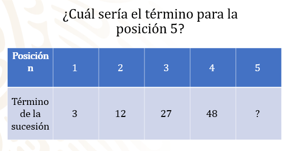 ¿Cuál sería el término para la
posición 5?
Posición
n 1 2 3 4 5
Término
de la
sucesión 3 12 27 48 ?